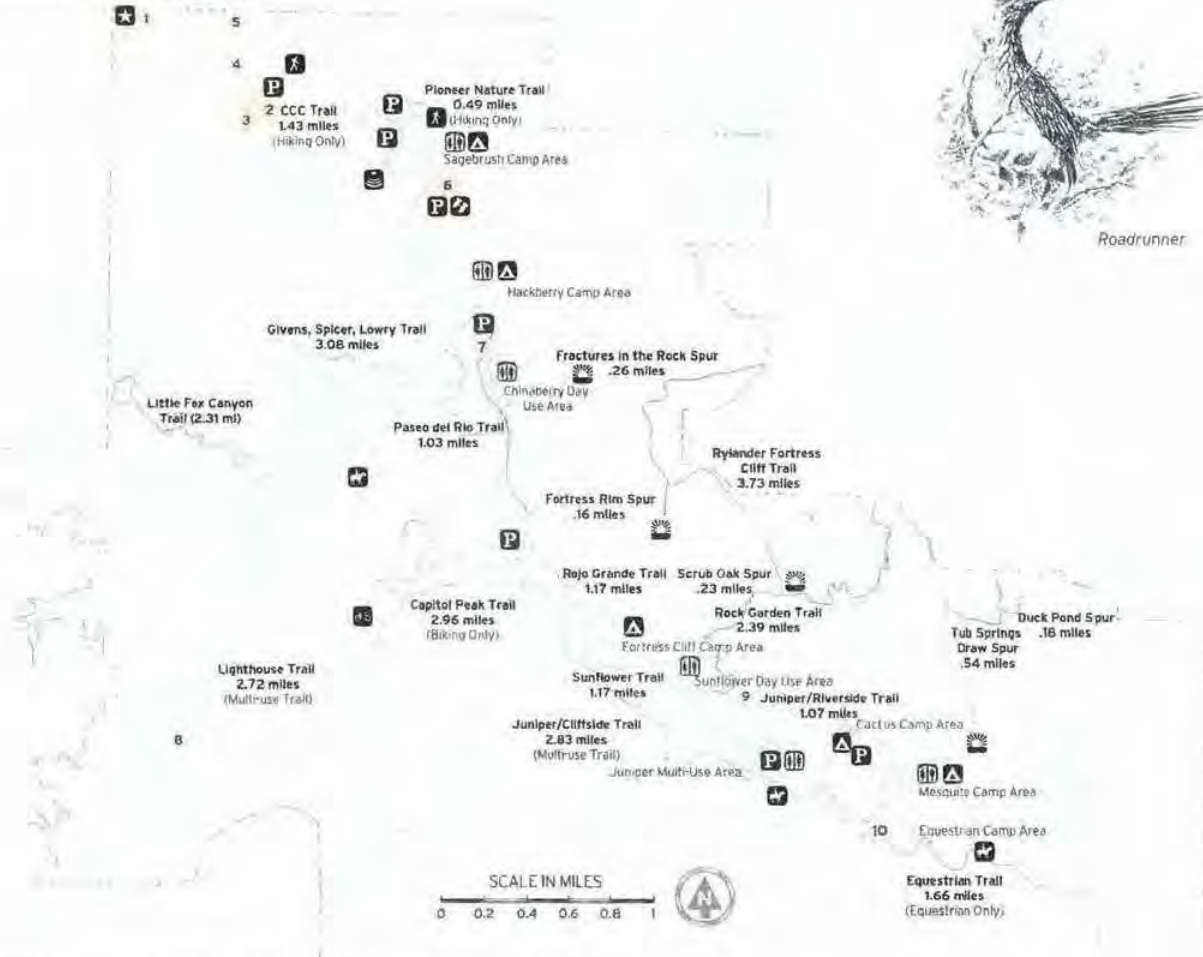 1
5
4
P
Pioneer Nature Trail
0.49 miles
(Hiking Only)
P
2 CCC Trail
1.43 miles
(Hiking Only)
3
P
Sagebrush Camp Area
6
P
Roadrunner
Hackberry Camp Area
P
7
Givens, Spicer, Lowry Trail
3.08 miles
Fractures in the Rock Spur
.26 miles
Chinaberry Day
Use Area
Little Fox Canyon
Trail (2.31 mi)
Paseo del Rio Trail
1.03 miles
Rylander Fortress
Cliff Trail
3.73 miles
Fortress Rim Spur
.16 miles
P
Rojo Grande Trail
1.17 miles
Scrub Oak Spur
.23 miles
Capitol Peak Trail
2.96 miles
(Biking Only)
Rock Garden Trail
2.39 miles
Duck Pond Spur
.18 miles
Tub Springs
Draw Spur
.54 miles
Fortress Cliff Camp Area
Lighthouse Trail
2.72 miles
(Multi-use Trail)
Sunflower Trail
1.17 miles
Sunflower Day Use Area
9
Juniper/Riverside Trail
1.07 miles
Cactus Camp Area
8
Juniper/Cliffside Trail
2.83 miles
(Multi-use Trail)
Juniper Multi-Use Area
P
P
Mesquite Camp Area
10
Equestrian Camp Area
Equestrian Trail
1.66 miles
(Equestrian Only)
SCALE IN MILES
0 0.2 0.4 0.6 0.8 1
N